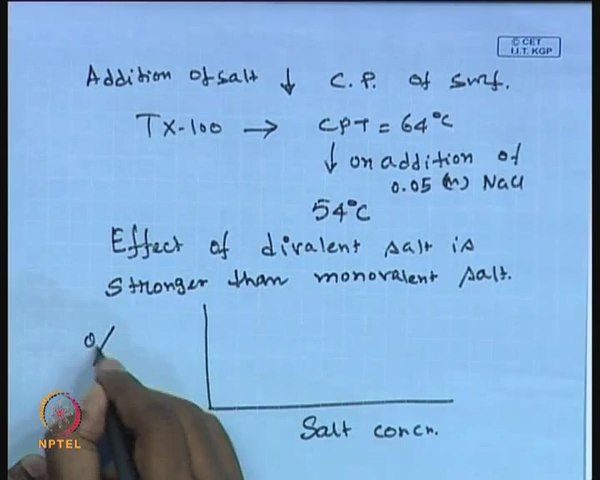 © CET
I.I.T. KGP
Addition of salt ↓ C.P. of surf.
TX-100 → CPT = 64°C
↓ on addition of
0.05 (M) NaCl
54°C
Effect of divalent salt is
stronger than monovalent salt.
0/
Salt concn.
NPTEL